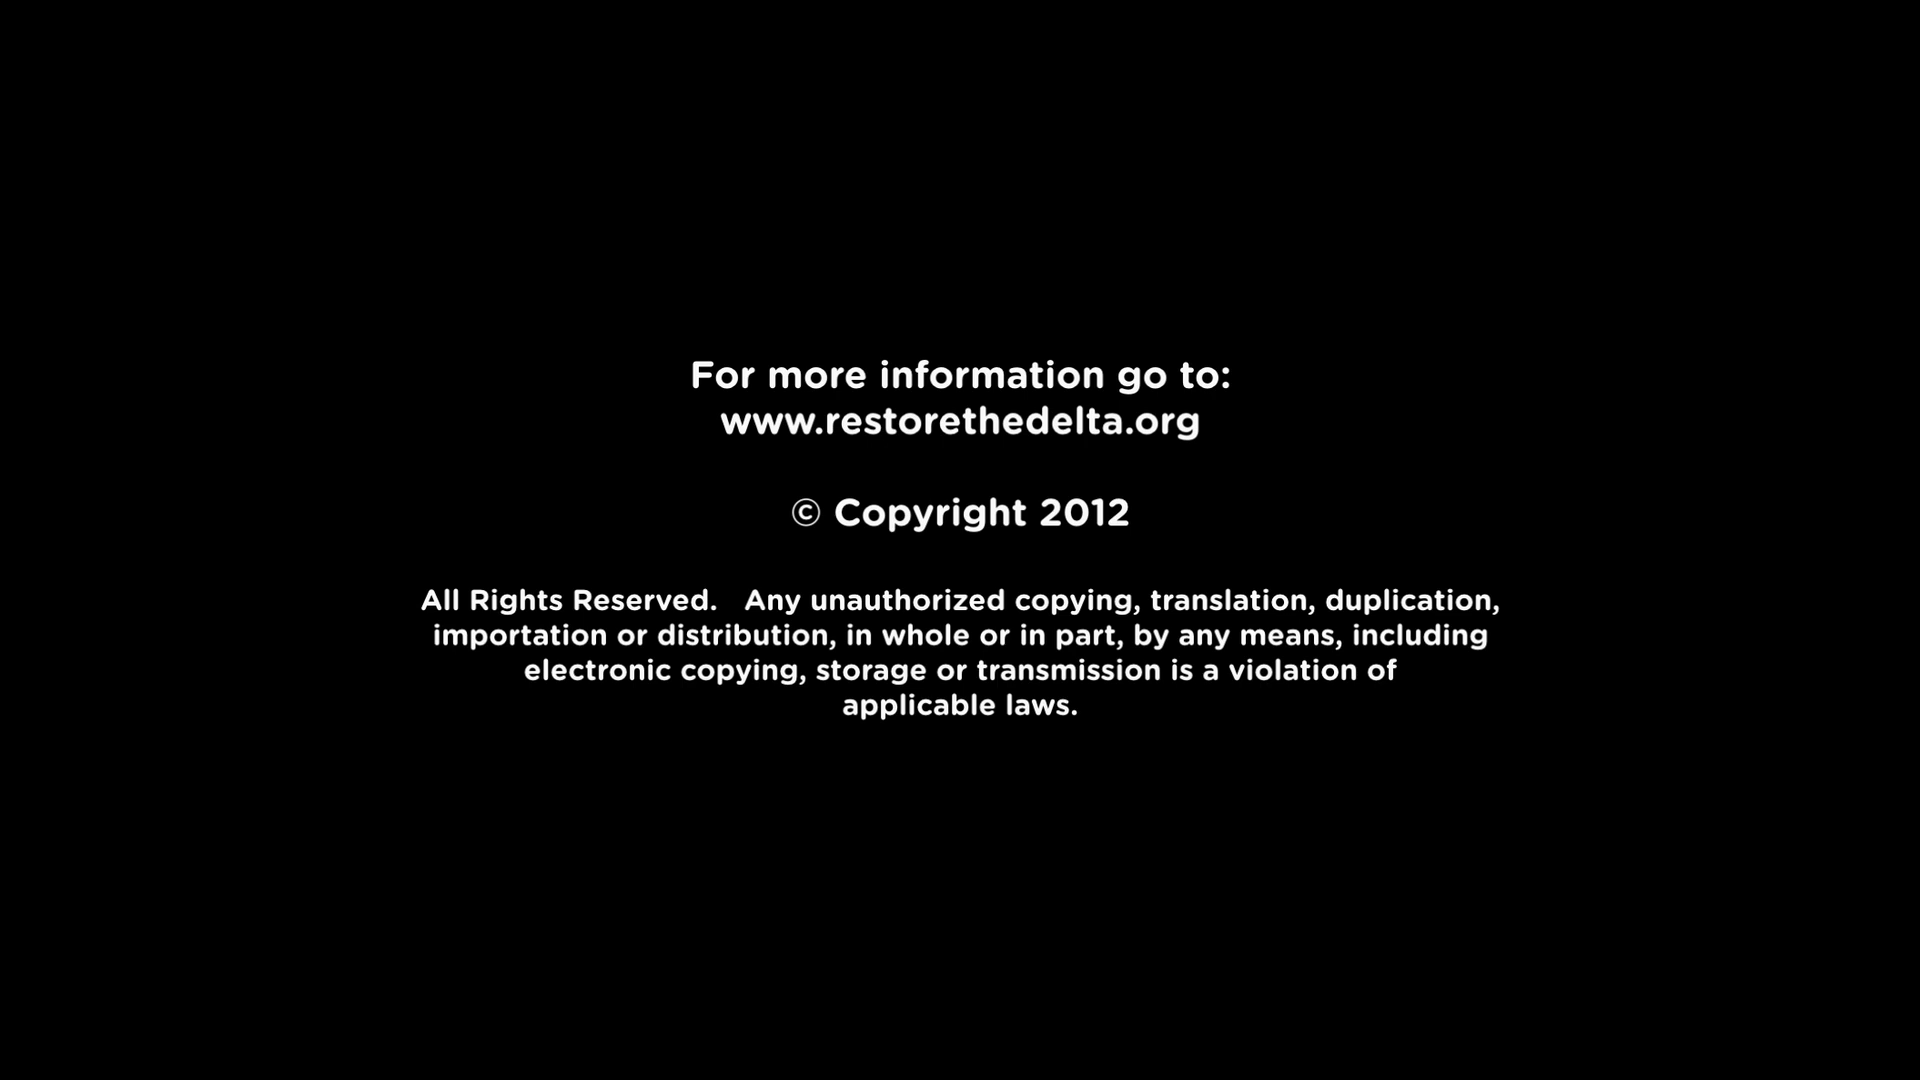 For more information go to:
www.restorethedelta.org
© Copyright 2012
All Rights Reserved.   Any unauthorized copying, translation, duplication,
importation or distribution, in whole or in part, by any means, including
electronic copying, storage or transmission is a violation of
applicable laws.